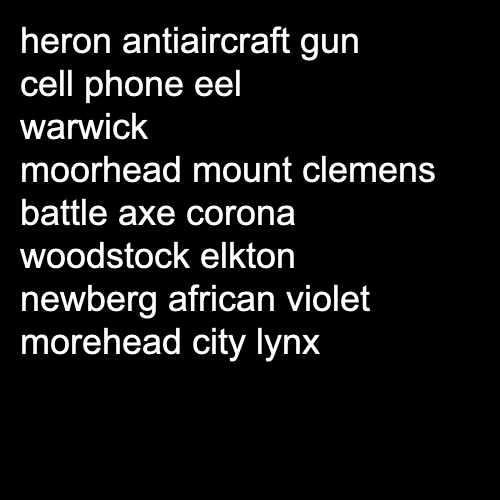 heron antiaircraft gun
cell phone eel
warwick
moorhead mount clemens
battle axe corona
woodstock elkton
newberg african violet
morehead city lynx